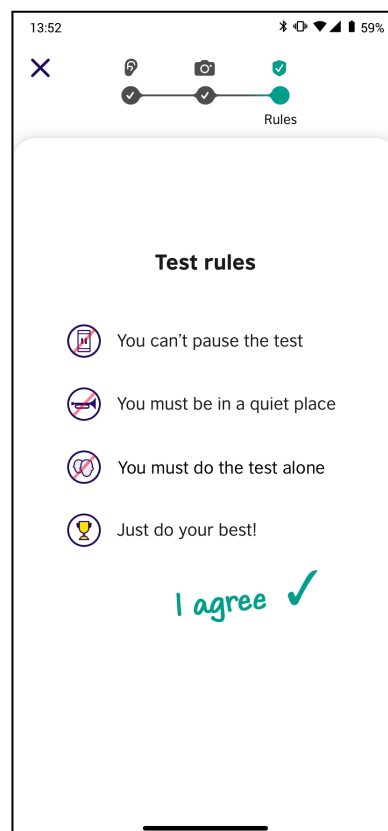 13:52
59%
Rules
Test rules
You can't pause the test
You must be in a quiet place
You must do the test alone
Just do your best!
I agree ✓